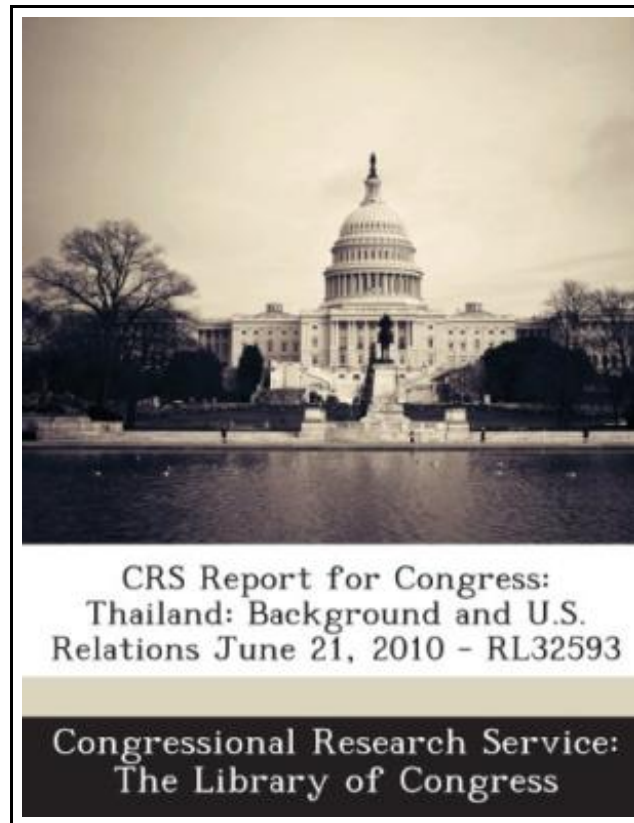 CRS Report for Congress:
Thailand: Background and U.S.
Relations June 21, 2010 - RL32593
Congressional Research Service:
The Library of Congress